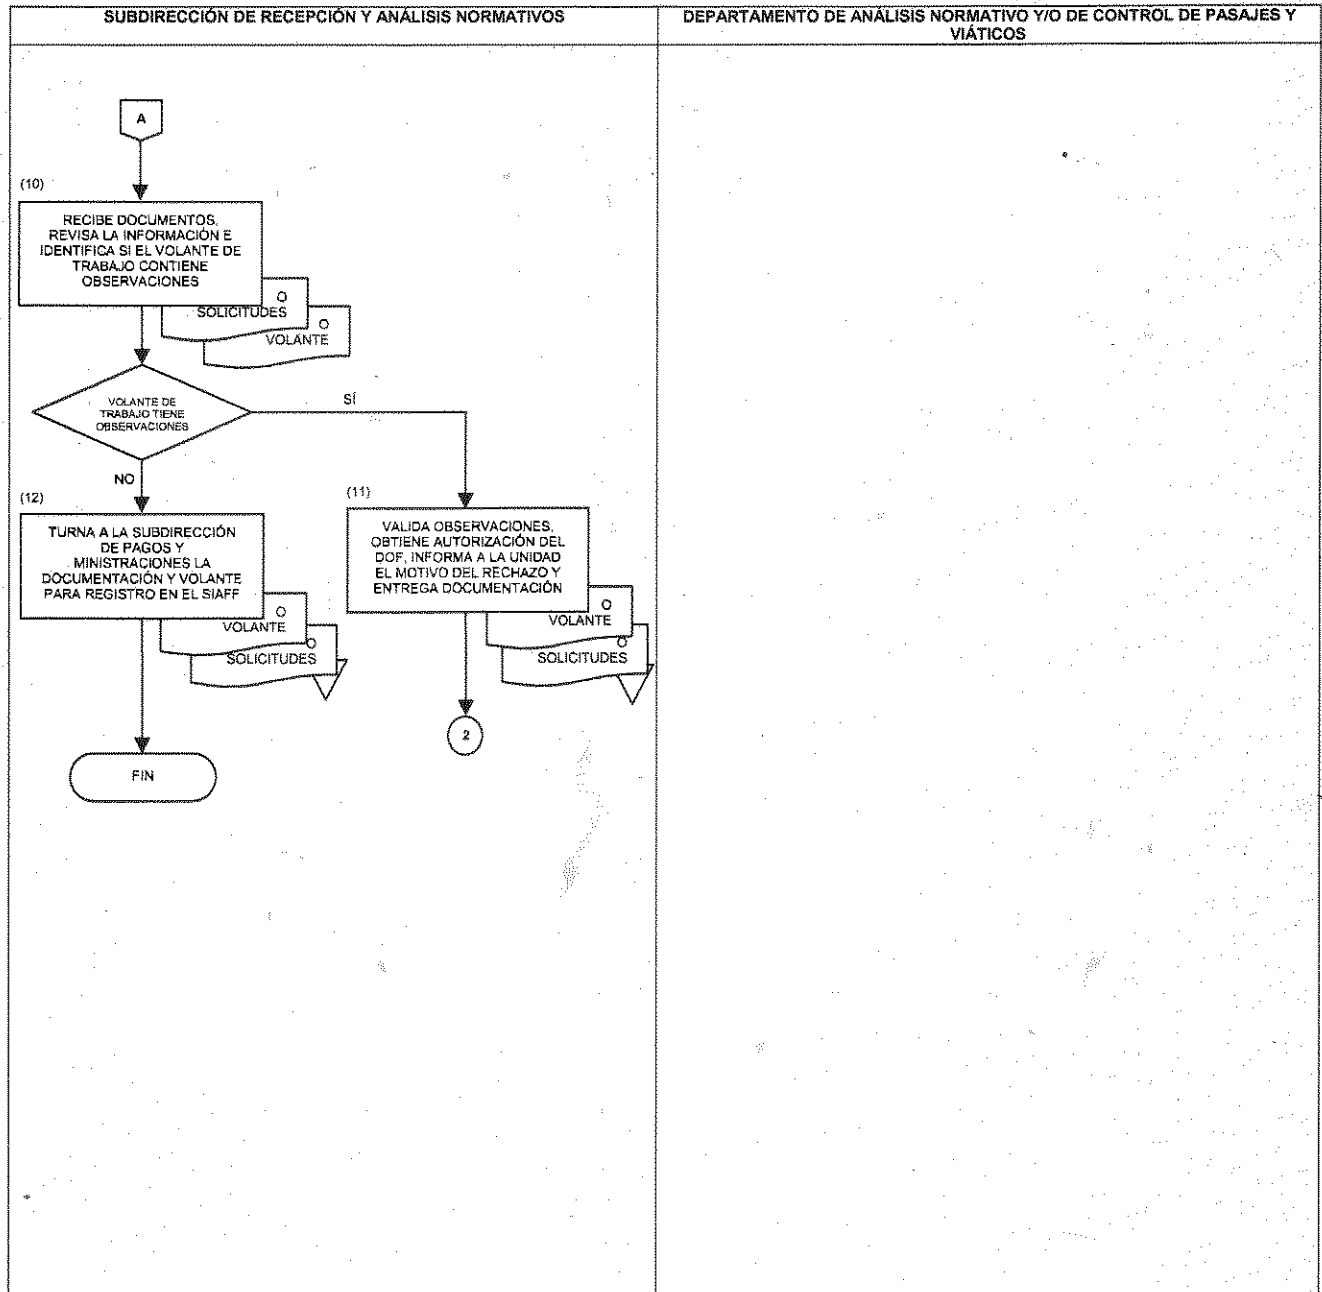 SUBDIRECCIÓN DE RECEPCIÓN Y ANÁLISIS NORMATIVOS
DEPARTAMENTO DE ANÁLISIS NORMATIVO Y/O DE CONTROL DE PASAJES Y
VIÁTICOS
A
(10)
RECIBE DOCUMENTOS,
REVISA LA INFORMACIÓN E
IDENTIFICA SI EL VOLANTE DE
TRABAJO CONTIENE
OBSERVACIONES
O
SOLICITUDES
O
VOLANTE
VOLANTE DE
TRABAJO TIENE
OBSERVACIONES
SÍ
NO
(12)
TURNA A LA SUBDIRECCIÓN
DE PAGOS Y
MINISTRACIONES LA
DOCUMENTACIÓN Y VOLANTE
PARA REGISTRO EN EL SIAFF
O
VOLANTE
O
SOLICITUDES
(11)
VALIDA OBSERVACIONES,
OBTIENE AUTORIZACIÓN DEL
DOF, INFORMA A LA UNIDAD
EL MOTIVO DEL RECHAZO Y
ENTREGA DOCUMENTACIÓN
O
VOLANTE
O
SOLICITUDES
2
FIN